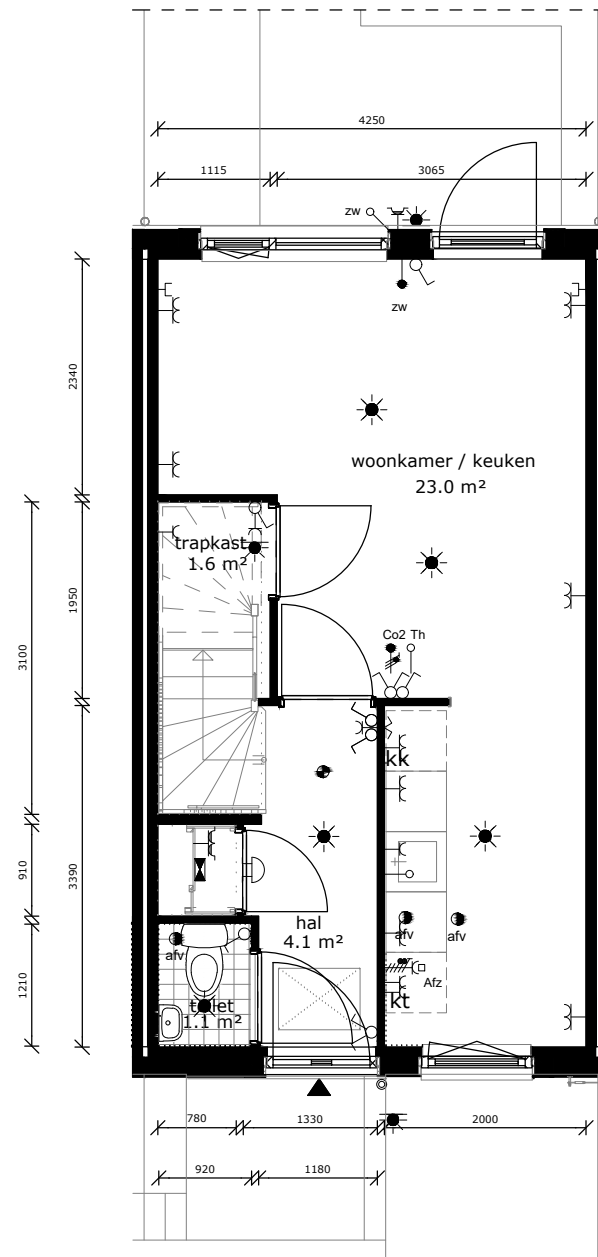 4250
1115
3065
zw
zw
2340
woonkamer / keuken
23.0 m²
trapkast
1.6 m²
1950
3100
Co2 Th
kk
910
3390
hal
4.1 m²
afv
afv
afv
Afz
1210
toilet
1.1 m²
kt
780
1330
2000
920
1180